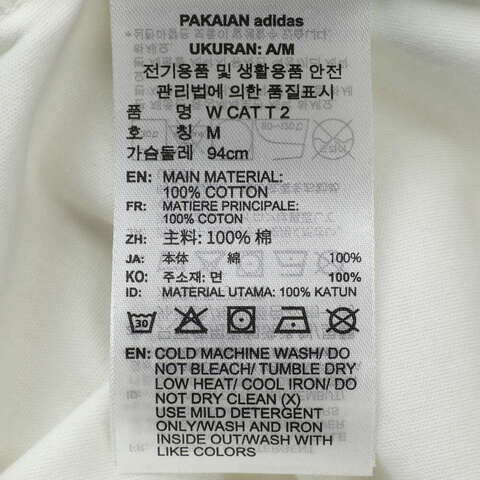 PAKAIAN adidas
UKURAN: A/M
전기용품 및 생활용품 안전
관리법에 의한 품질표시
품 명 W CAT T 2
호 칭 M
가슴둘레 94cm
EN: MAIN MATERIAL:
100% COTTON
FR: MATIERE PRINCIPALE:
100% COTON
ZH: 主料: 100% 棉
JA: 本体 綿 100%
KO: 주소재: 면 100%
ID: MATERIAL UTAMA: 100% KATUN
30
EN: COLD MACHINE WASH/ DO
NOT BLEACH/ TUMBLE DRY
LOW HEAT/ COOL IRON/ DO
NOT DRY CLEAN (X)
USE MILD DETERGENT
ONLY/WASH AND IRON
INSIDE OUT/WASH WITH
LIKE COLORS